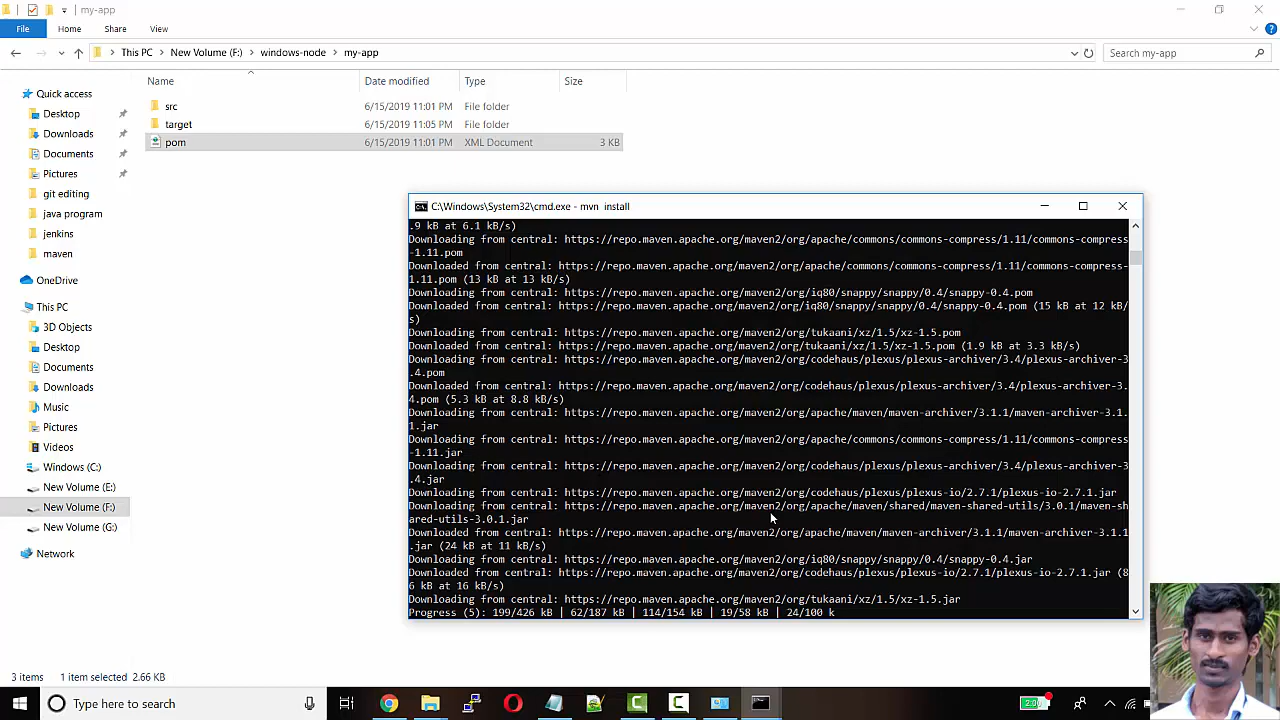 my-app
File
Home
Share
View
This PC
New Volume (F:)
windows-node
my-app
Search my-app
Name
Date modified
Type
Size
src
6/15/2019 11:01 PM
File folder
target
6/15/2019 11:05 PM
File folder
pom
6/15/2019 11:01 PM
XML Document
3 KB
Quick access
Desktop
Downloads
Documents
Pictures
git editing
java program
jenkins
maven
OneDrive
This PC
3D Objects
Desktop
Documents
Downloads
Music
Pictures
Videos
Windows (C:)
New Volume (E:)
New Volume (F:)
New Volume (G:)
Network
C:\Windows\System32\cmd.exe - mvn  install
.9 kB at 6.1 kB/s)
Downloading from central: https://repo.maven.apache.org/maven2/org/apache/commons/commons-compress/1.11/commons-compress
-1.11.pom
Downloaded from central: https://repo.maven.apache.org/maven2/org/apache/commons/commons-compress/1.11/commons-compress-
1.11.pom (13 kB at 13 kB/s)
Downloading from central: https://repo.maven.apache.org/maven2/org/iq80/snappy/snappy/0.4/snappy-0.4.pom
Downloaded from central: https://repo.maven.apache.org/maven2/org/iq80/snappy/snappy/0.4/snappy-0.4.pom (15 kB at 12 kB/
s)
Downloading from central: https://repo.maven.apache.org/maven2/org/tukaani/xz/1.5/xz-1.5.pom
Downloaded from central: https://repo.maven.apache.org/maven2/org/tukaani/xz/1.5/xz-1.5.pom (1.9 kB at 3.3 kB/s)
Downloading from central: https://repo.maven.apache.org/maven2/org/codehaus/plexus/plexus-archiver/3.4/plexus-archiver-3
.4.pom
Downloaded from central: https://repo.maven.apache.org/maven2/org/codehaus/plexus/plexus-archiver/3.4/plexus-archiver-3.
4.pom (5.3 kB at 8.8 kB/s)
Downloading from central: https://repo.maven.apache.org/maven2/org/apache/maven/maven-archiver/3.1.1/maven-archiver-3.1.
1.jar
Downloading from central: https://repo.maven.apache.org/maven2/org/apache/commons/commons-compress/1.11/commons-compress
-1.11.jar
Downloading from central: https://repo.maven.apache.org/maven2/org/codehaus/plexus/plexus-archiver/3.4/plexus-archiver-3
.4.jar
Downloading from central: https://repo.maven.apache.org/maven2/org/codehaus/plexus/plexus-io/2.7.1/plexus-io-2.7.1.jar
Downloading from central: https://repo.maven.apache.org/maven2/org/apache/maven/shared/maven-shared-utils/3.0.1/maven-sh
ared-utils-3.0.1.jar
Downloaded from central: https://repo.maven.apache.org/maven2/org/apache/maven/maven-archiver/3.1.1/maven-archiver-3.1.1
.jar (24 kB at 11 kB/s)
Downloading from central: https://repo.maven.apache.org/maven2/org/iq80/snappy/snappy/0.4/snappy-0.4.jar
Downloaded from central: https://repo.maven.apache.org/maven2/org/codehaus/plexus/plexus-io/2.7.1/plexus-io-2.7.1.jar (8
6 kB at 16 kB/s)
Downloading from central: https://repo.maven.apache.org/maven2/org/tukaani/xz/1.5/xz-1.5.jar
Progress (5): 199/426 kB | 62/187 kB | 114/154 kB | 19/58 kB | 24/100 k
3 items
1 item selected  2.66 KB
Type here to search